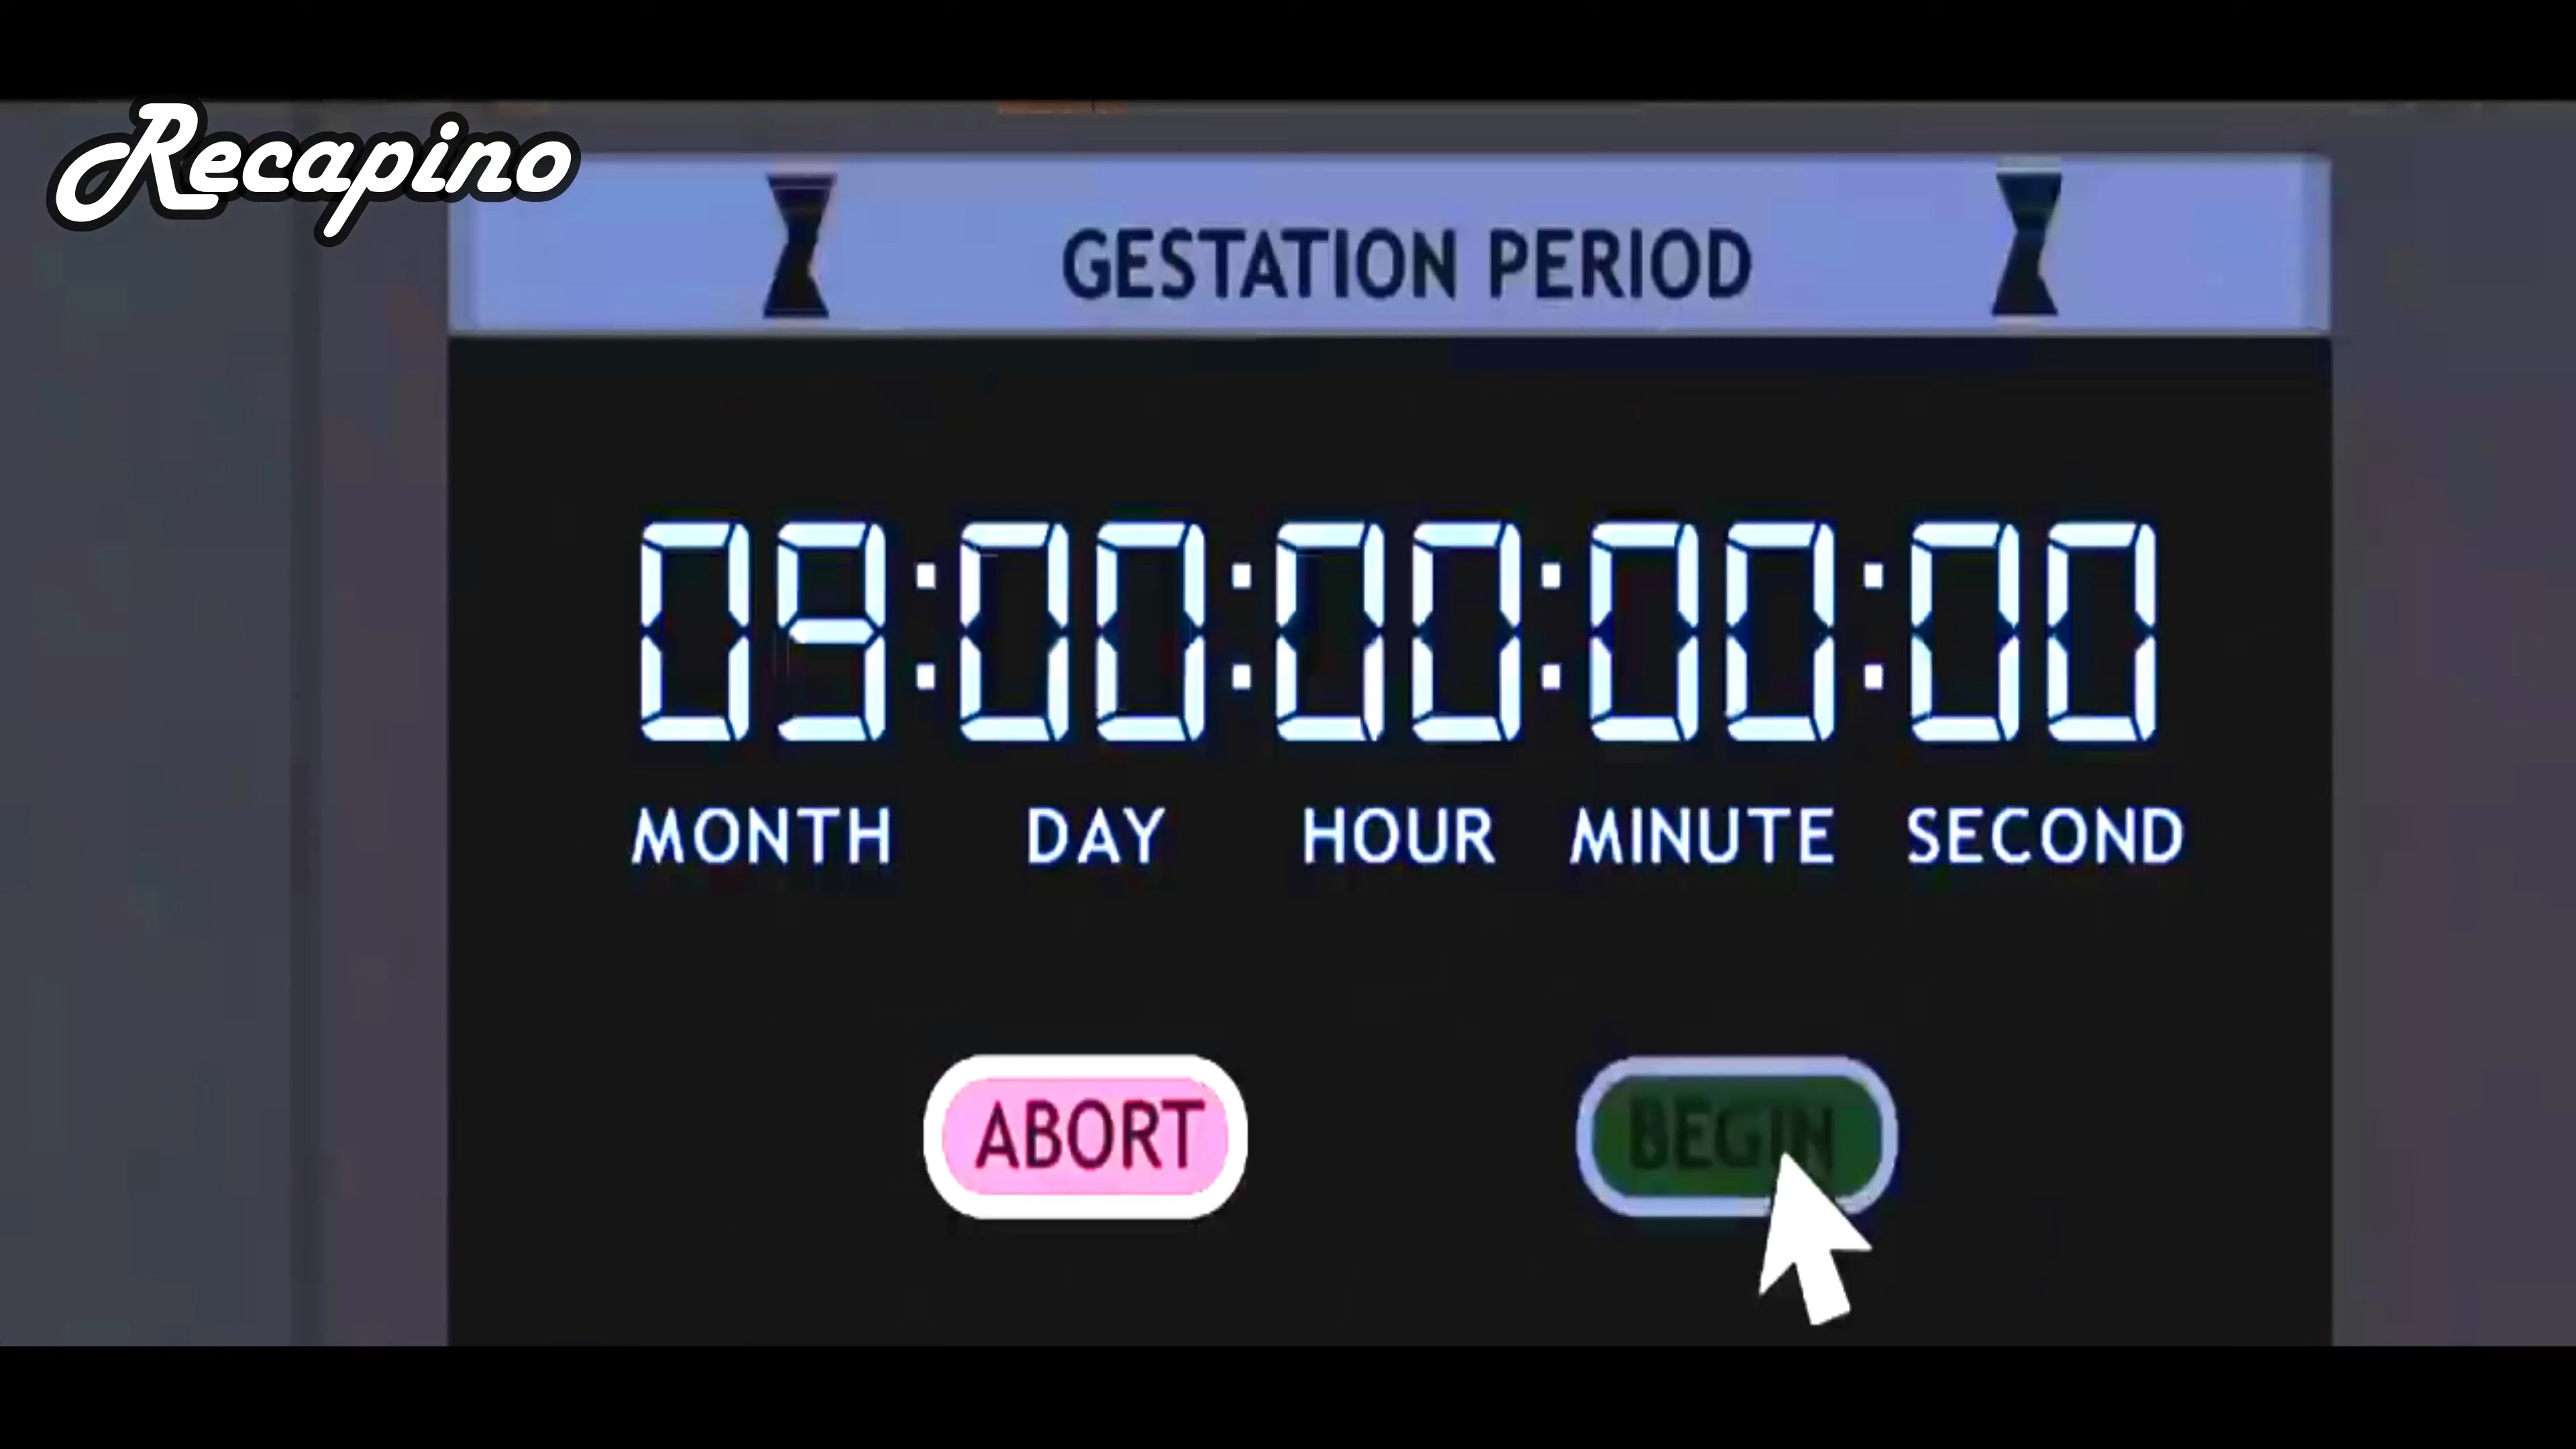 Recapino
GESTATION PERIOD
09:00:00:00:00
MONTH DAY HOUR MINUTE SECOND
ABORT BEGIN